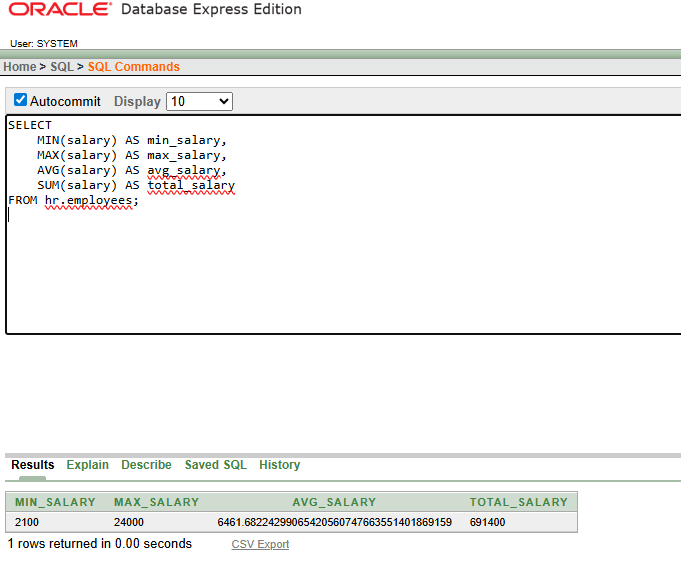 ORACLE® Database Express Edition
User: SYSTEM
Home > SQL > SQL Commands
Autocommit Display 10
SELECT
MIN(salary) AS min_salary,
MAX(salary) AS max_salary,
AVG(salary) AS avg_salary,
SUM(salary) AS total_salary
FROM hr.employees;
Results Explain Describe Saved SQL History
MIN_SALARY MAX_SALARY AVG_SALARY TOTAL_SALARY
2100 24000 6461.68224299065420560747663551401869159 691400
1 rows returned in 0.00 seconds CSV Export